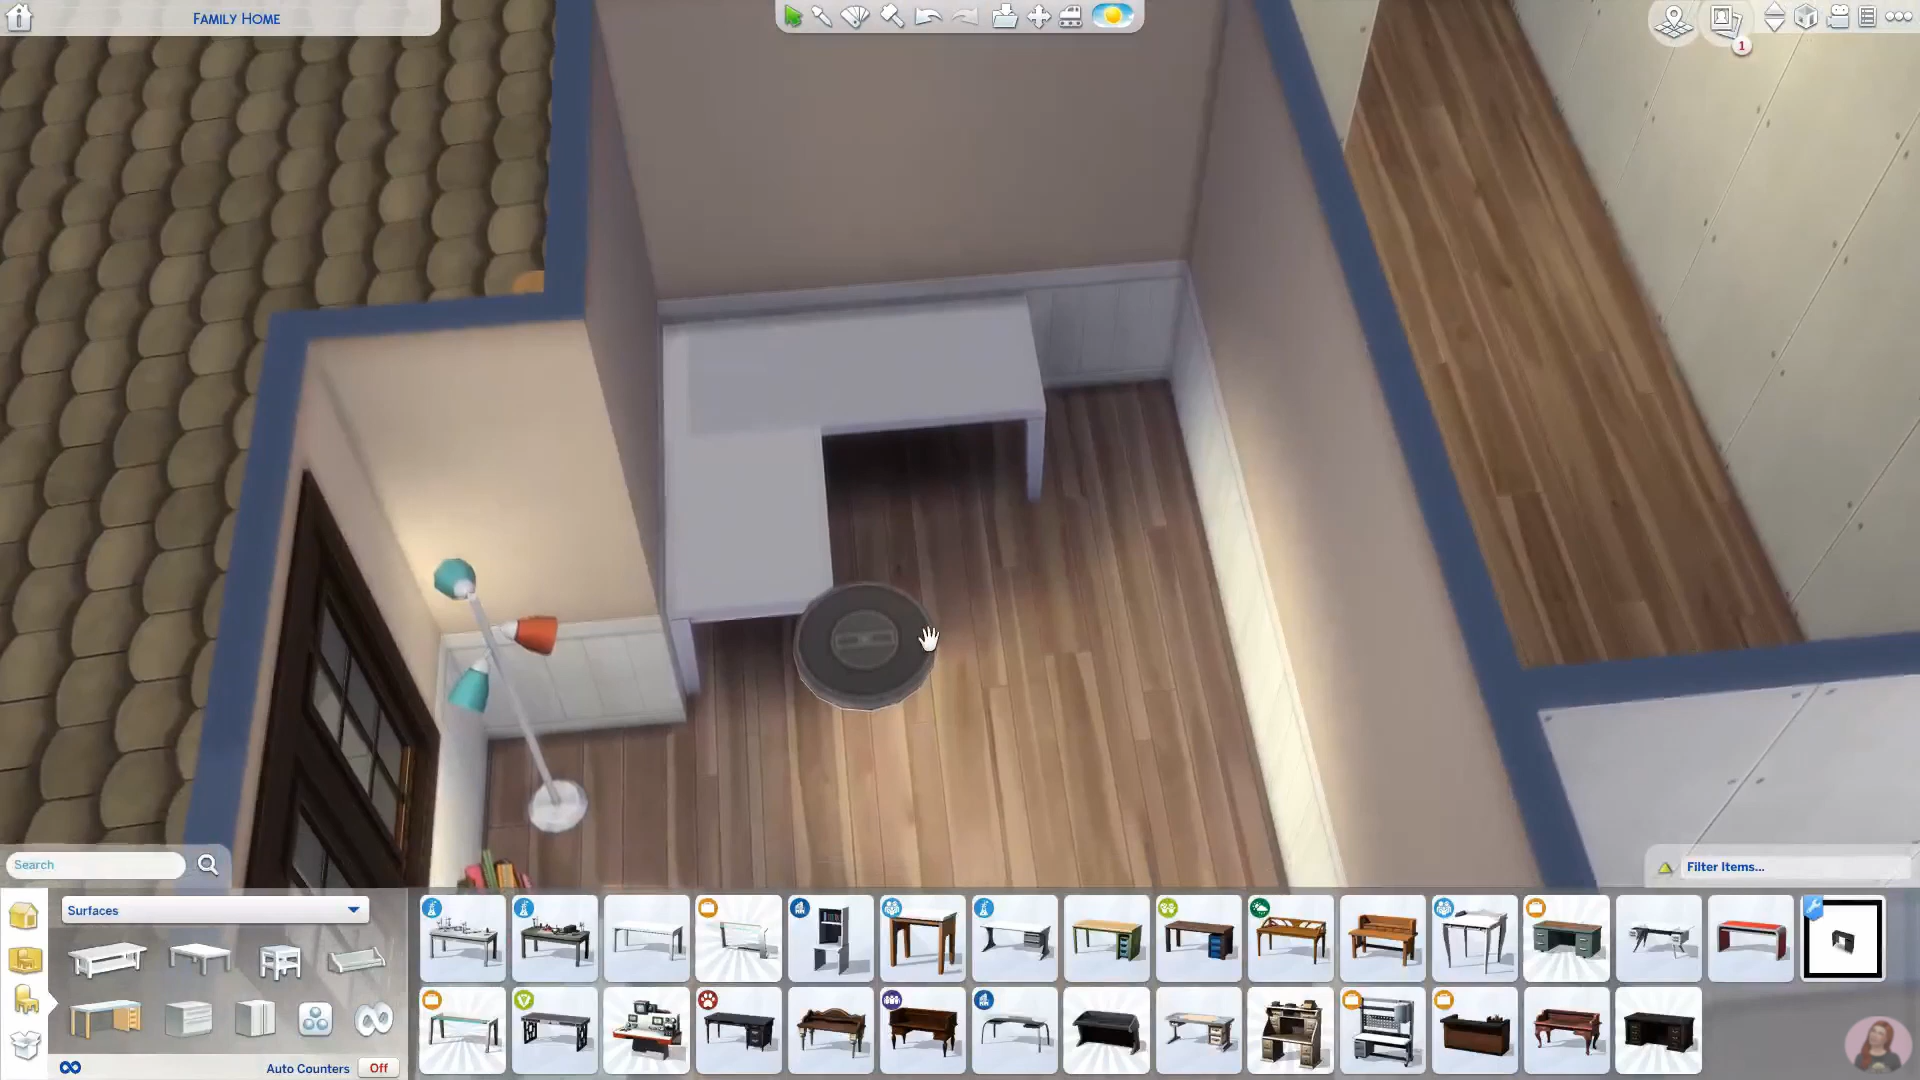 FAMILY HOME
1
Search
Filter Items...
Surfaces
Auto Counters
Off